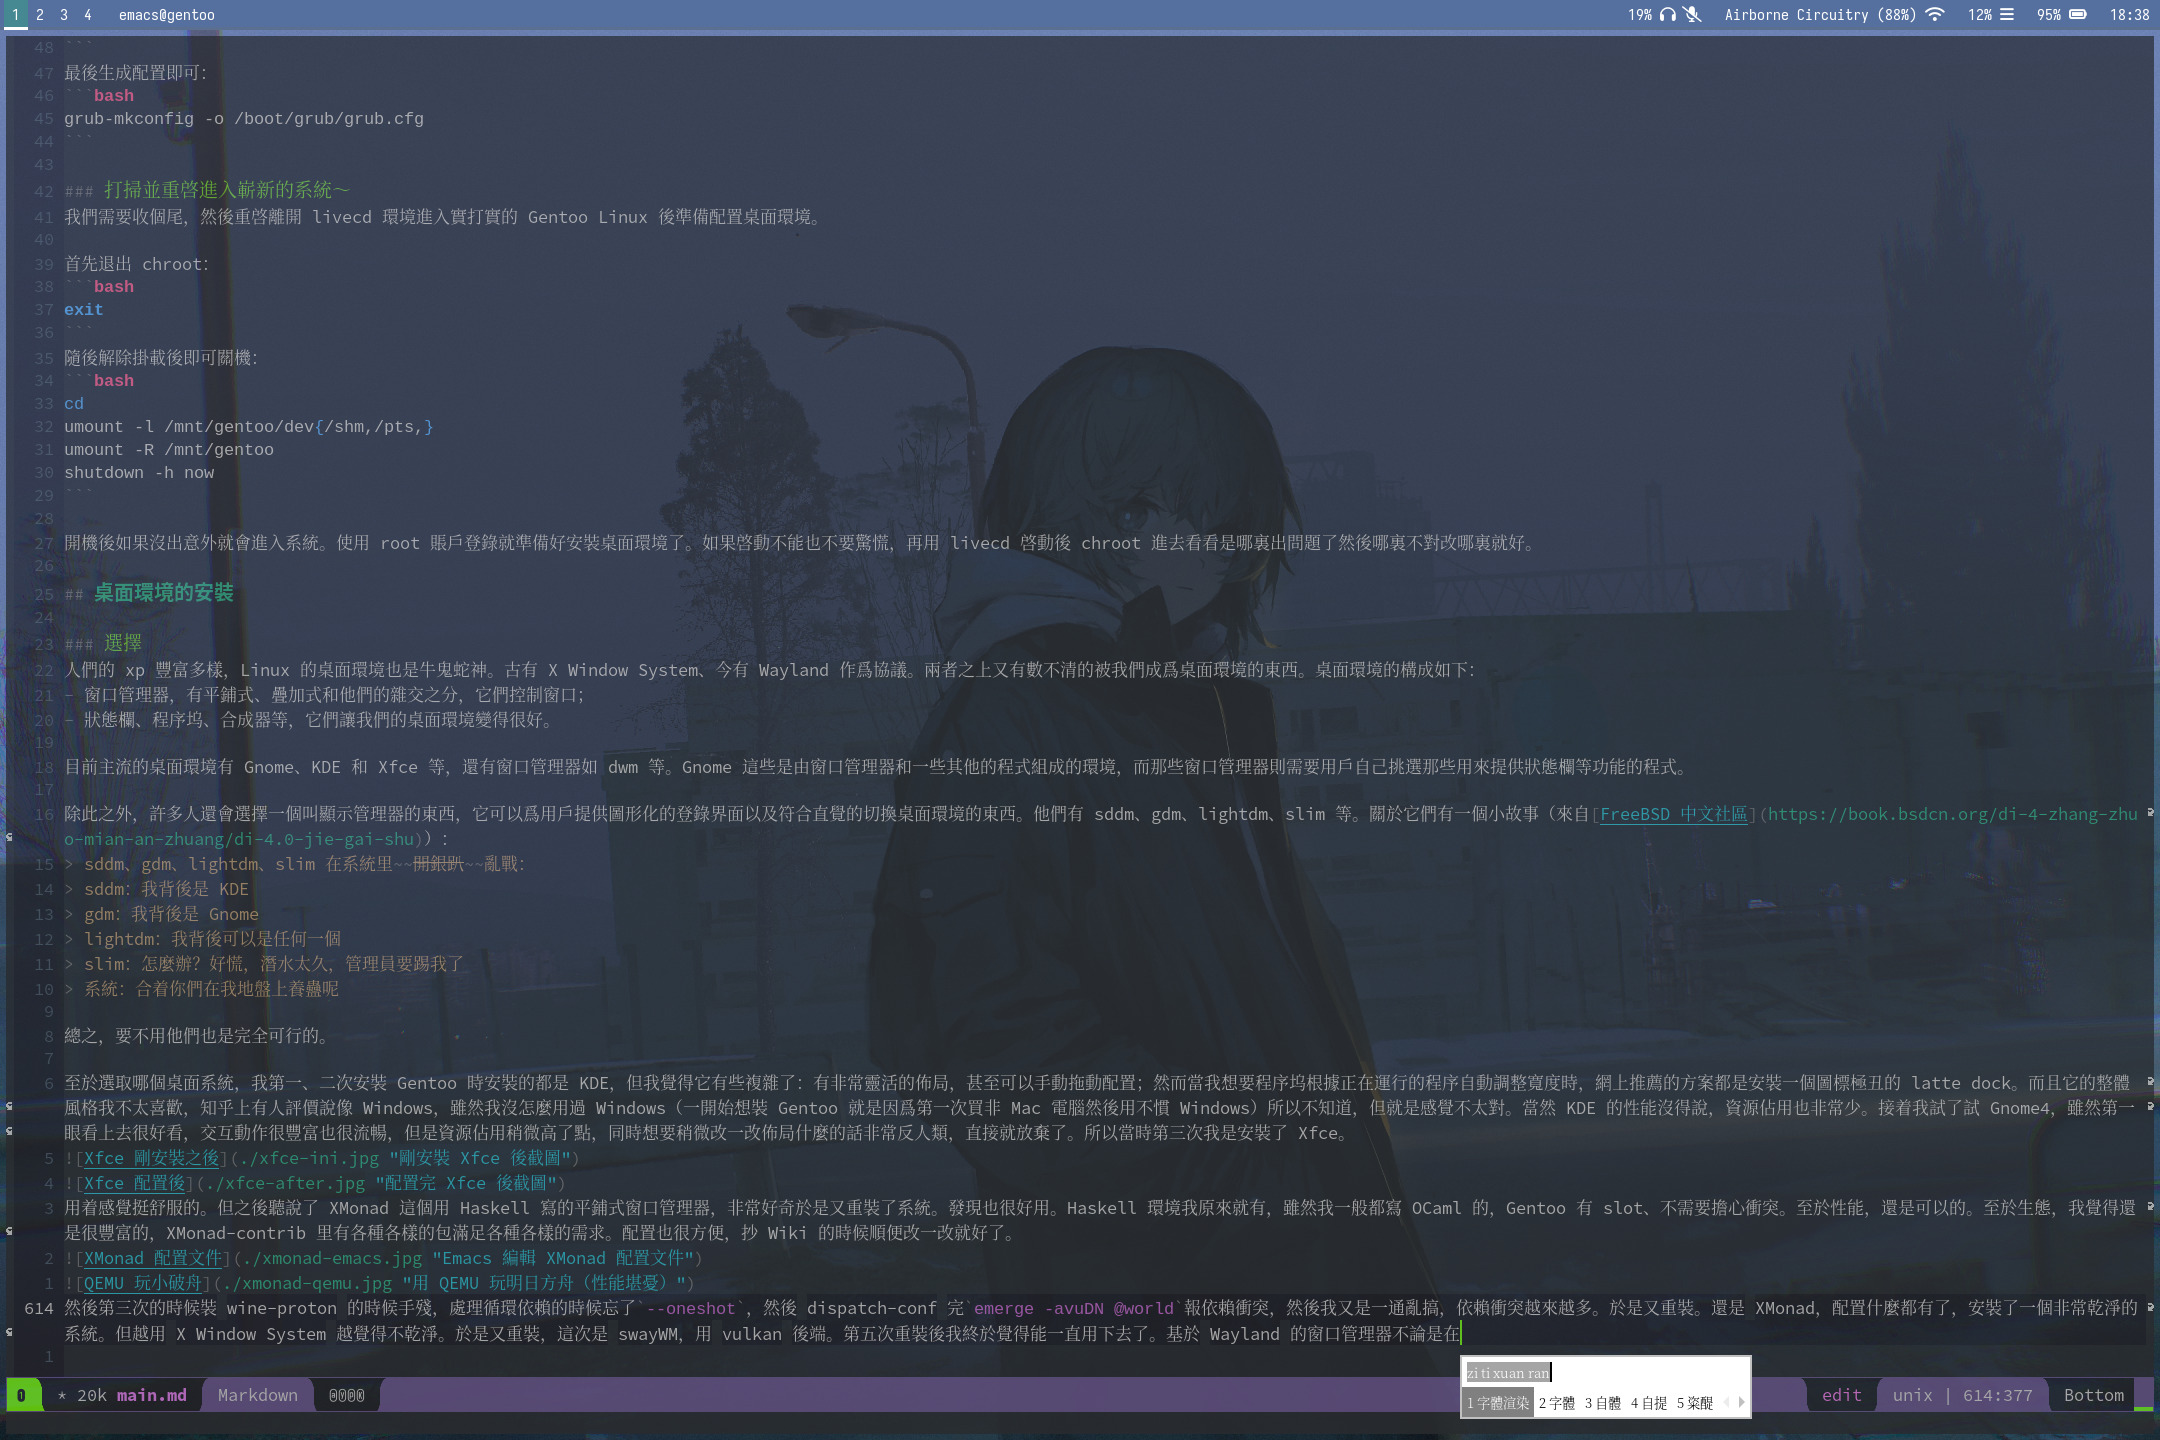 1 2 3 4 emacs@gentoo 19% Airborne Circuitry (88%) 12% 95% 18:38
48 ```
47 最後生成配置即可：
46 ```bash
45 grub-mkconfig -o /boot/grub/grub.cfg
44 ```
43
42 ### 打掃並重啓進入嶄新的系統～
41 我們需要收個尾，然後重啓離開 livecd 環境進入實打實的 Gentoo Linux 後準備配置桌面環境。
40
39 首先退出 chroot：
38 ```bash
37 exit
36 ```
35 隨後解除掛載後即可關機：
34 ```bash
33 cd
32 umount -l /mnt/gentoo/dev{/shm,/pts,}
31 umount -R /mnt/gentoo
30 shutdown -h now
29 ```
28
27 開機後如果沒出意外就會進入系統。使用 root 賬戶登錄就準備好安裝桌面環境了。如果啓動不能也不要驚慌，再用 livecd 啓動後 chroot 進去看看是哪裏出問題了然後哪裏不對改哪裏就好。
26
25 ## 桌面環境的安裝
24
23 ### 選擇
22 人們的 xp 豐富多樣，Linux 的桌面環境也是牛鬼蛇神。古有 X Window System、今有 Wayland 作爲協議。兩者之上又有數不清的被我們成爲桌面環境的東西。桌面環境的構成如下：
21 - 窗口管理器，有平鋪式、疊加式和他們的雜交之分，它們控制窗口；
20 - 狀態欄、程序塢、合成器等，它們讓我們的桌面環境變得很好。
19
18 目前主流的桌面環境有 Gnome、KDE 和 Xfce 等，還有窗口管理器如 dwm 等。Gnome 這些是由窗口管理器和一些其他的程式組成的環境，而那些窗口管理器則需要用戶自己挑選那些用來提供狀態欄等功能的程式。
17
16 除此之外，許多人還會選擇一個叫顯示管理器的東西，它可以爲用戶提供圖形化的登錄界面以及符合直覺的切換桌面環境的東西。他們有 sddm、gdm、lightdm、slim 等。關於它們有一個小故事（來自[FreeBSD 中文社區](https://book.bsdcn.org/di-4-zhang-zhu
o-mian-an-zhuang/di-4.0-jie-gai-shu)）：
15 > sddm、gdm、lightdm、slim 在系統里~~開銀趴~~亂戰：
14 > sddm：我背後是 KDE
13 > gdm：我背後是 Gnome
12 > lightdm：我背後可以是任何一個
11 > slim：怎麼辦？好慌，潛水太久，管理員要踢我了
10 > 系統：合着你們在我地盤上養蠱呢
9
8 總之，要不用他們也是完全可行的。
7
6 至於選取哪個桌面系統，我第一、二次安裝 Gentoo 時安裝的都是 KDE，但我覺得它有些複雜了：有非常靈活的佈局，甚至可以手動拖動配置；然而當我想要程序塢根據正在運行的程序自動調整寬度時，網上推薦的方案都是安裝一個圖標極丑的 latte dock。而且它的整體
風格我不太喜歡，知乎上有人評價說像 Windows，雖然我沒怎麼用過 Windows（一開始想裝 Gentoo 就是因爲第一次買非 Mac 電腦然後用不慣 Windows）所以不知道，但就是感覺不太對。當然 KDE 的性能沒得說，資源佔用也非常少。接着我試了試 Gnome4，雖然第一
眼看上去很好看，交互動作很豐富也很流暢，但是資源佔用稍微高了點，同時想要稍微改一改佈局什麼的話非常反人類，直接就放棄了。所以當時第三次我是安裝了 Xfce。
5 ![Xfce 剛安裝之後](./xfce-ini.jpg "剛安裝 Xfce 後截圖")
4 ![Xfce 配置後](./xfce-after.jpg "配置完 Xfce 後截圖")
3 用着感覺挺舒服的。但之後聽說了 XMonad 這個用 Haskell 寫的平鋪式窗口管理器，非常好奇於是又重裝了系統。發現也很好用。Haskell 環境我原來就有，雖然我一般都寫 OCaml 的，Gentoo 有 slot、不需要擔心衝突。至於性能，還是可以的。至於生態，我覺得還
是很豐富的，XMonad-contrib 里有各種各樣的包滿足各種各樣的需求。配置也很方便，抄 Wiki 的時候順便改一改就好了。
2 ![XMonad 配置文件](./xmonad-emacs.jpg "Emacs 編輯 XMonad 配置文件")
1 ![QEMU 玩小破舟](./xmonad-qemu.jpg "用 QEMU 玩明日方舟（性能堪憂）")
614 然後第三次的時候裝 wine-proton 的時候手殘，處理循環依賴的時候忘了`--oneshot`，然後 dispatch-conf 完`emerge -avuDN @world`報依賴衝突，然後我又是一通亂搞，依賴衝突越來越多。於是又重裝。還是 XMonad，配置什麼都有了，安裝了一個非常乾淨的
系統。但越用 X Window System 越覺得不乾淨。於是又重裝，這次是 swayWM，用 vulkan 後端。第五次重裝後我終於覺得能一直用下去了。基於 Wayland 的窗口管理器不論是在
1
zi ti xuan ran
1 字體渲染 2 字體 3 自體 4 自提 5 粢醍
* 20k main.md Markdown edit unix | 614:377 Bottom